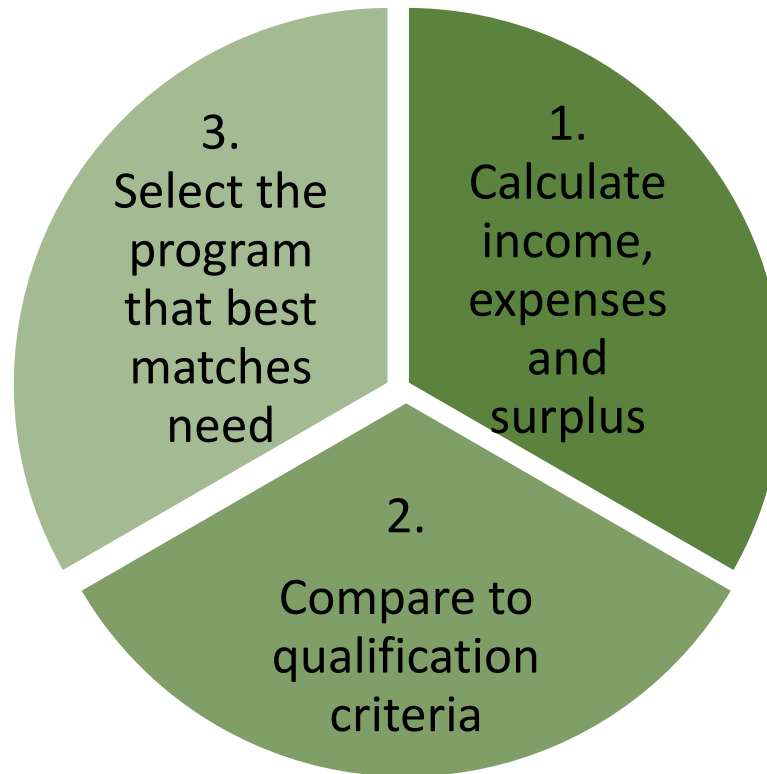 1.
Calculate
income,
expenses
and
surplus
2.
Compare to
qualification
criteria
3.
Select the
program
that best
matches
need